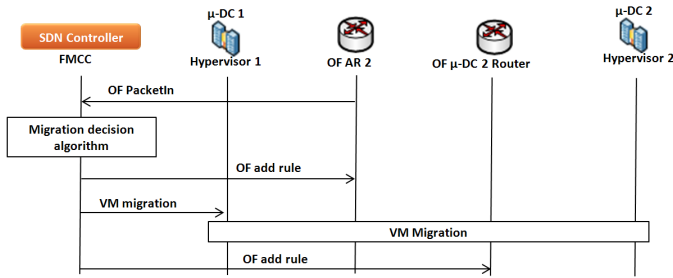 SDN Controller
FMCC
μ-DC 1
Hypervisor 1
OF AR 2
OF μ-DC 2 Router
μ-DC 2
Hypervisor 2
OF PacketIn
Migration decision
algorithm
OF add rule
VM migration
VM Migration
OF add rule